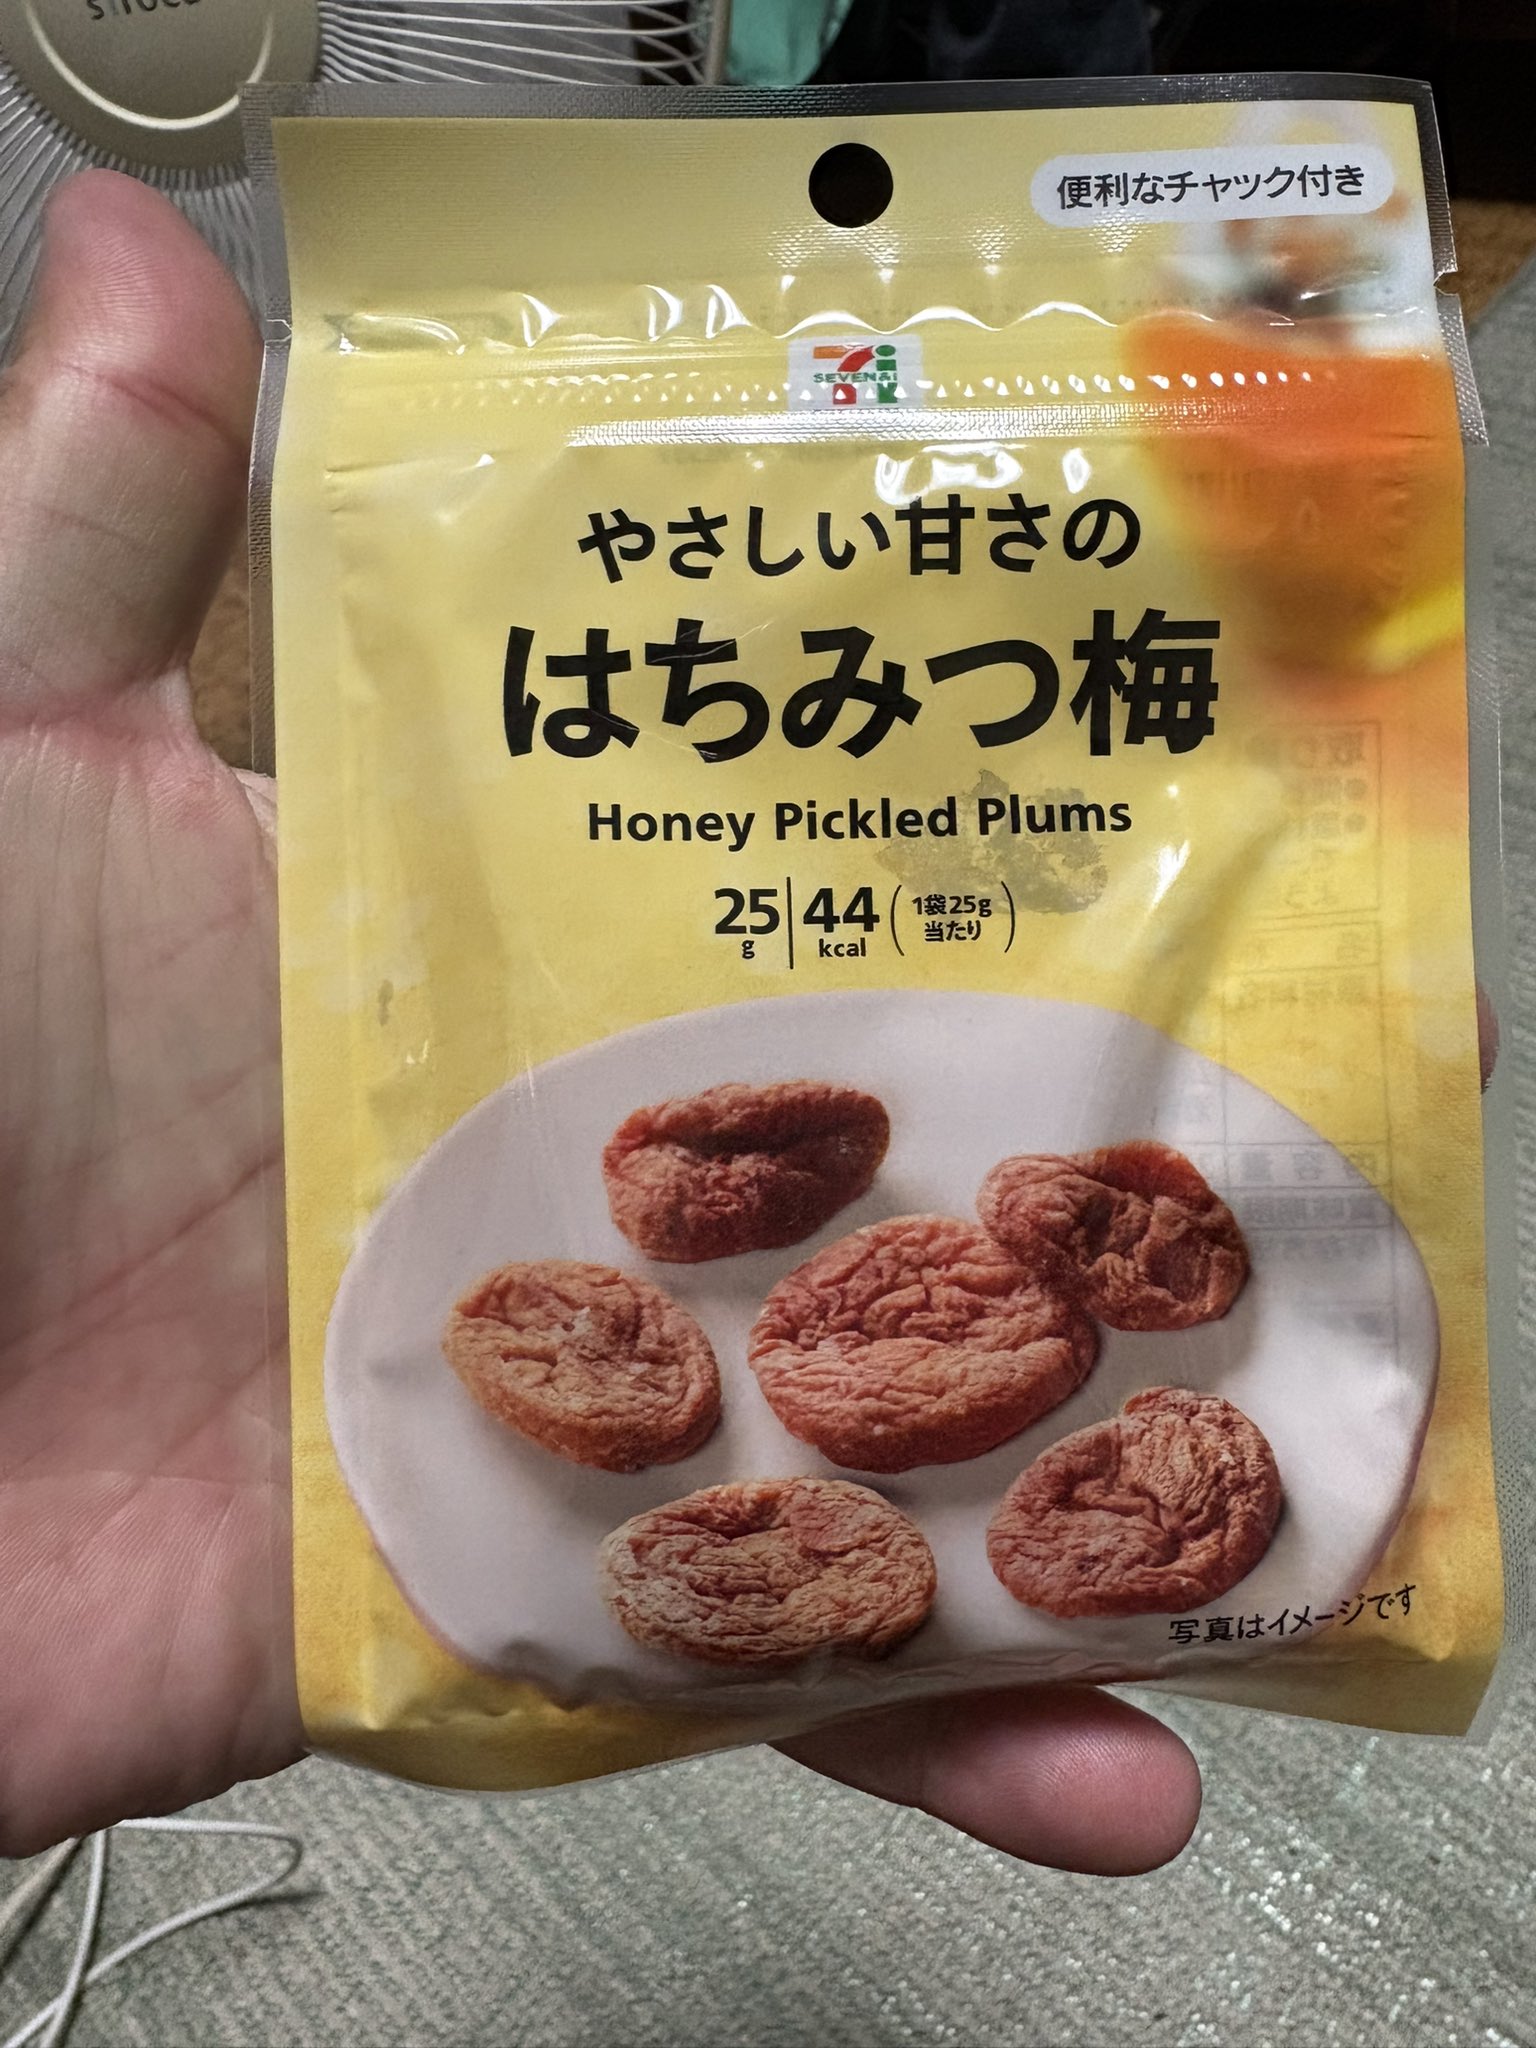 siroca
便利なチャック付き
SEVEN&i
やさしい甘さの
はちみつ梅
Honey Pickled Plums
25g 44kcal (1袋25g当たり)
写真はイメージです